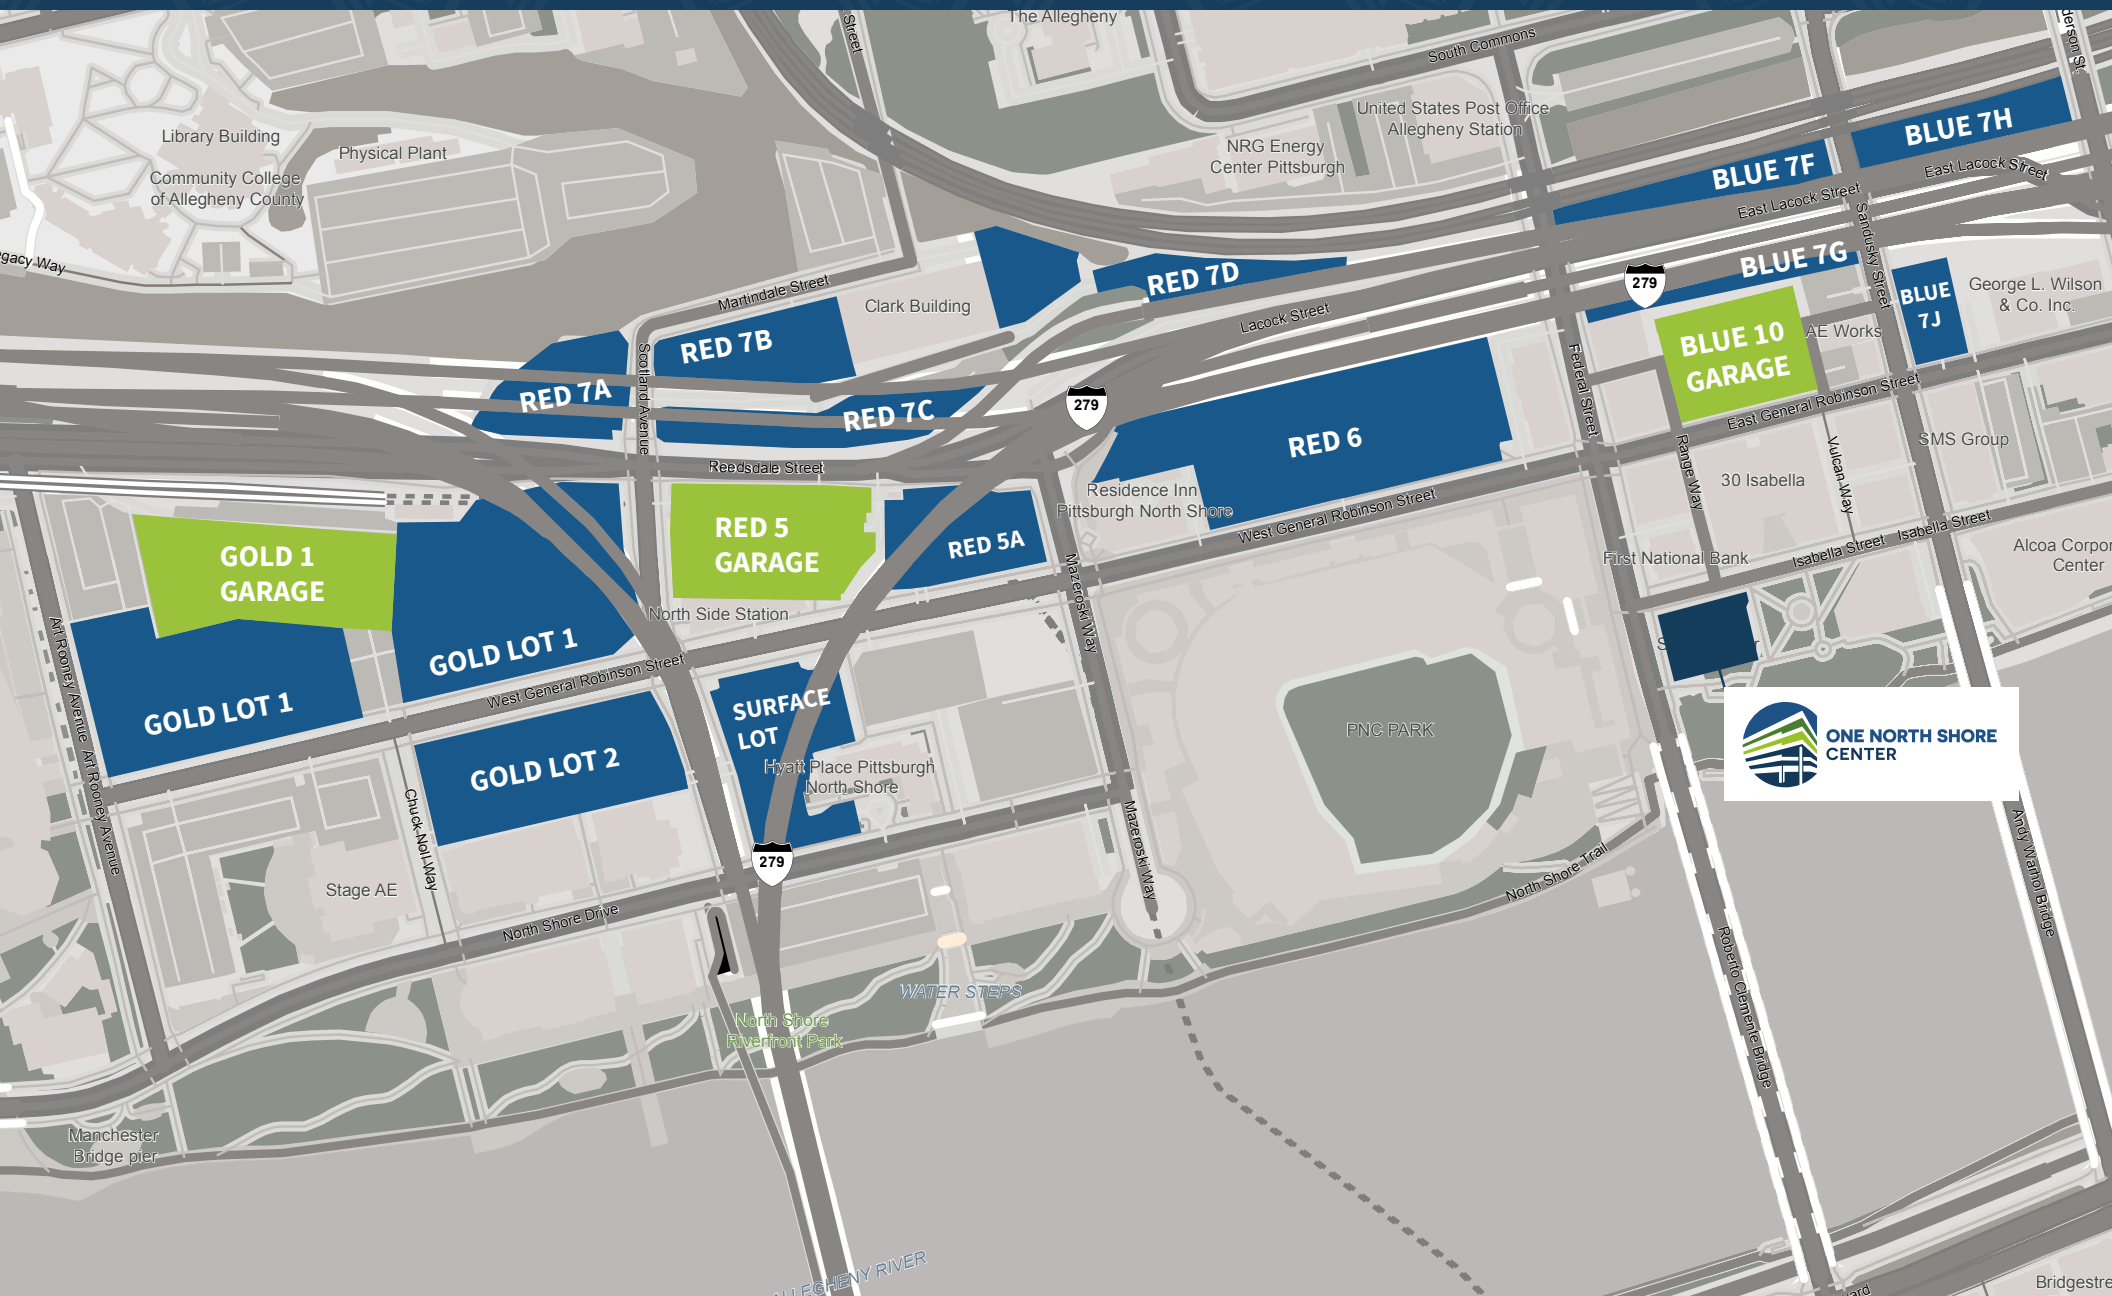 The Allegheny
Street
South Commons
United States Post Office
Allegheny Station
NRG Energy
Center Pittsburgh
BLUE 7H
BLUE 7F
East Lacock Street
East Lacock Street
Library Building
Physical Plant
Community College
of Allegheny County
Sandusky Street
BLUE 7G
279
BLUE
7J
George L. Wilson
& Co. Inc.
RED 7D
Martindale Street
Clark Building
Lacock Street
BLUE 10
GARAGE
AE Works
RED 7B
Scotland Avenue
RED 7A
RED 7C
279
Federal Street
East General Robinson Street
RED 6
SMS Group
Reedsdale Street
Range Way
30 Isabella
Vulcan Way
Residence Inn
Pittsburgh North Shore
West General Robinson Street
Isabella Street
Isabella Street
First National Bank
Alcoa
Center
GOLD 1
GARAGE
RED 5
GARAGE
RED 5A
Mazeroski Way
North Side Station
GOLD LOT 1
West General Robinson Street
GOLD LOT 1
Art Rooney Avenue
Art Rooney Avenue
SURFACE
LOT
GOLD LOT 2
PNC PARK
ONE NORTH SHORE
CENTER
Hyatt Place Pittsburgh
North Shore
Chuck Noll Way
Mazeroski Way
279
Stage AE
North Shore Drive
North Shore Trail
Andy Warhol Bridge
Roberto Clemente Bridge
WATER STEPS
North Shore
Riverfront Park
Manchester
Bridge pier
ALLEGHENY RIVER